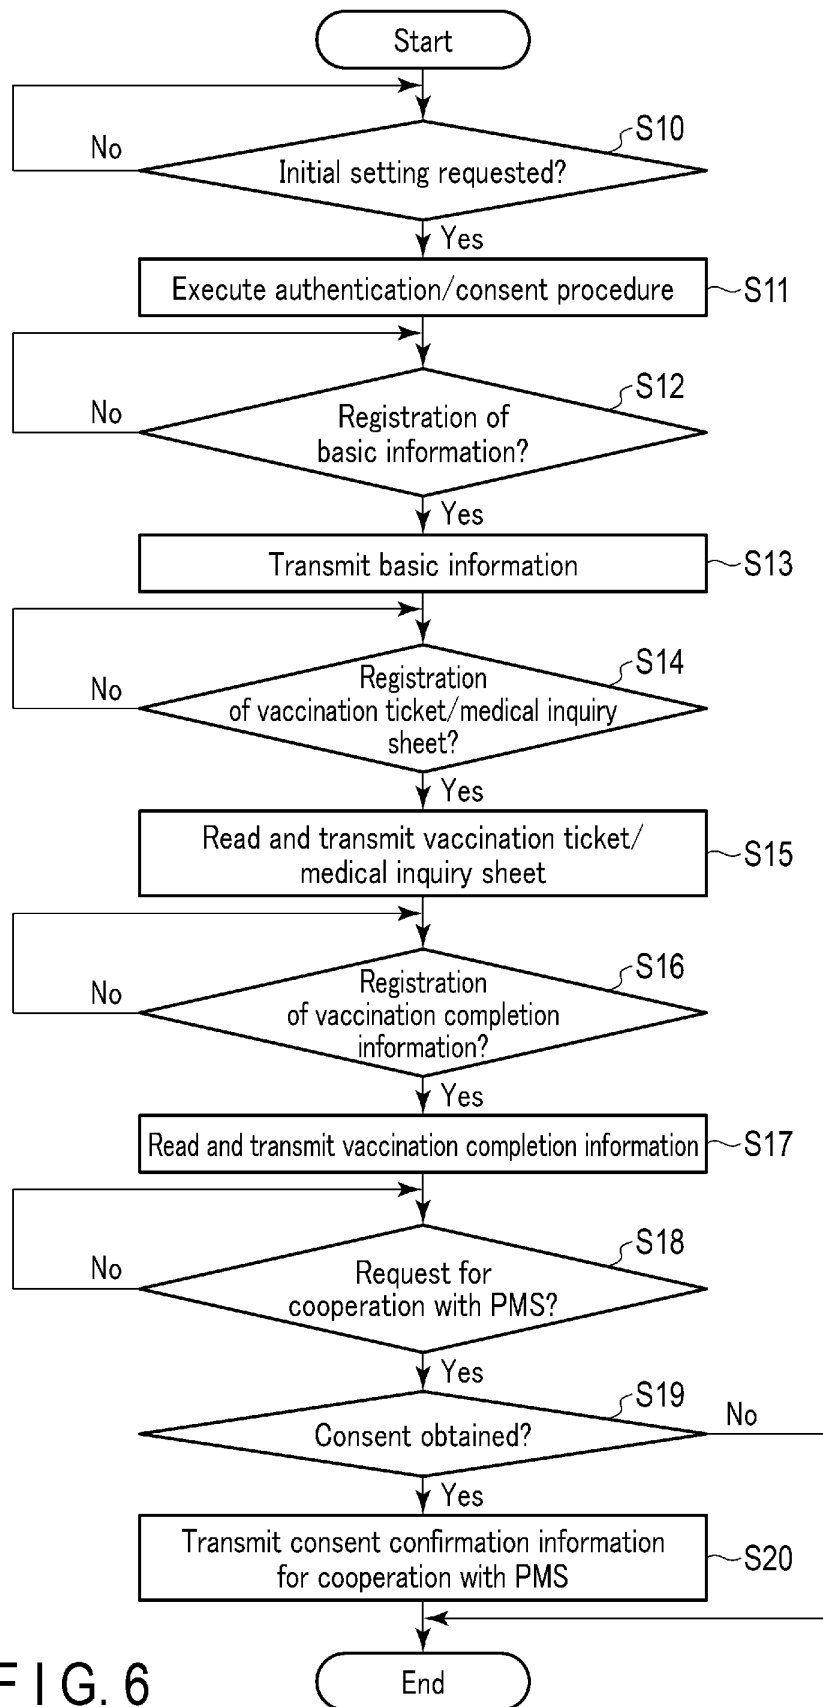 Start
S10
No
Initial setting requested?
Yes
Execute authentication/consent procedure
S11
S12
No
Registration of
basic information?
Yes
Transmit basic information
S13
S14
No
Registration
of vaccination ticket/medical inquiry
sheet?
Yes
Read and transmit vaccination ticket/
medical inquiry sheet
S15
S16
No
Registration
of vaccination completion
information?
Yes
Read and transmit vaccination completion information
S17
S18
No
Request for
cooperation with PMS?
Yes
S19
No
Consent obtained?
Yes
Transmit consent confirmation information
for cooperation with PMS
S20
End
FIG. 6